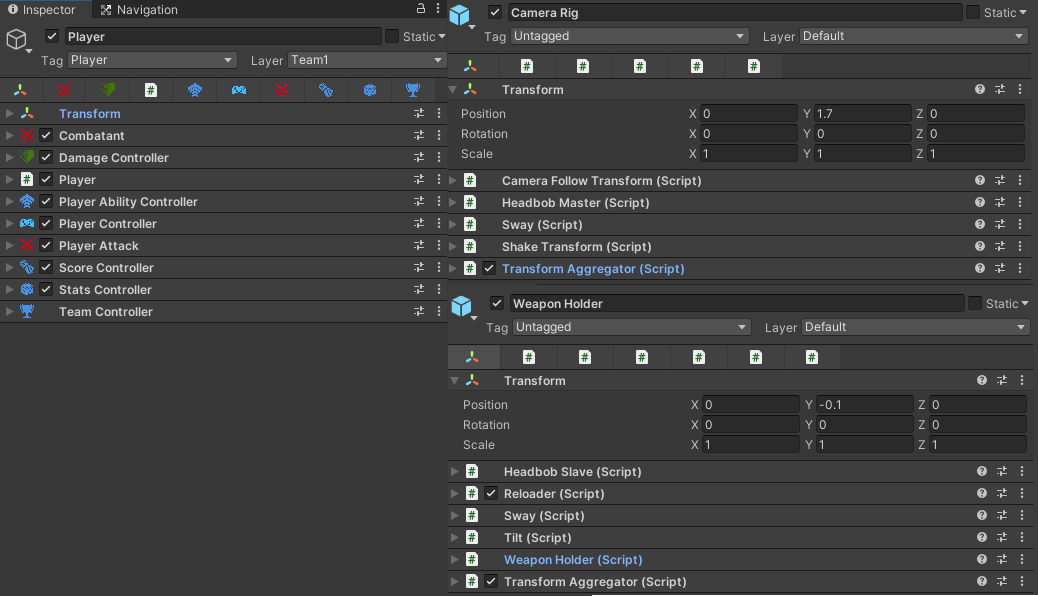 Inspector Navigation
Player Static
Tag Player Layer Team1
Transform
Combatant
Damage Controller
Player
Player Ability Controller
Player Controller
Player Attack
Score Controller
Stats Controller
Team Controller
Camera Rig Static
Tag Untagged Layer Default
# # # # #
Transform
Position X 0 Y 1.7 Z 0
Rotation X 0 Y 0 Z 0
Scale X 1 Y 1 Z 1
# Camera Follow Transform (Script)
# Headbob Master (Script)
# Sway (Script)
# Shake Transform (Script)
# Transform Aggregator (Script)
Weapon Holder Static
Tag Untagged Layer Default
# # # # # #
Transform
Position X 0 Y -0.1 Z 0
Rotation X 0 Y 0 Z 0
Scale X 1 Y 1 Z 1
# Headbob Slave (Script)
# Reloader (Script)
# Sway (Script)
# Tilt (Script)
# Weapon Holder (Script)
# Transform Aggregator (Script)